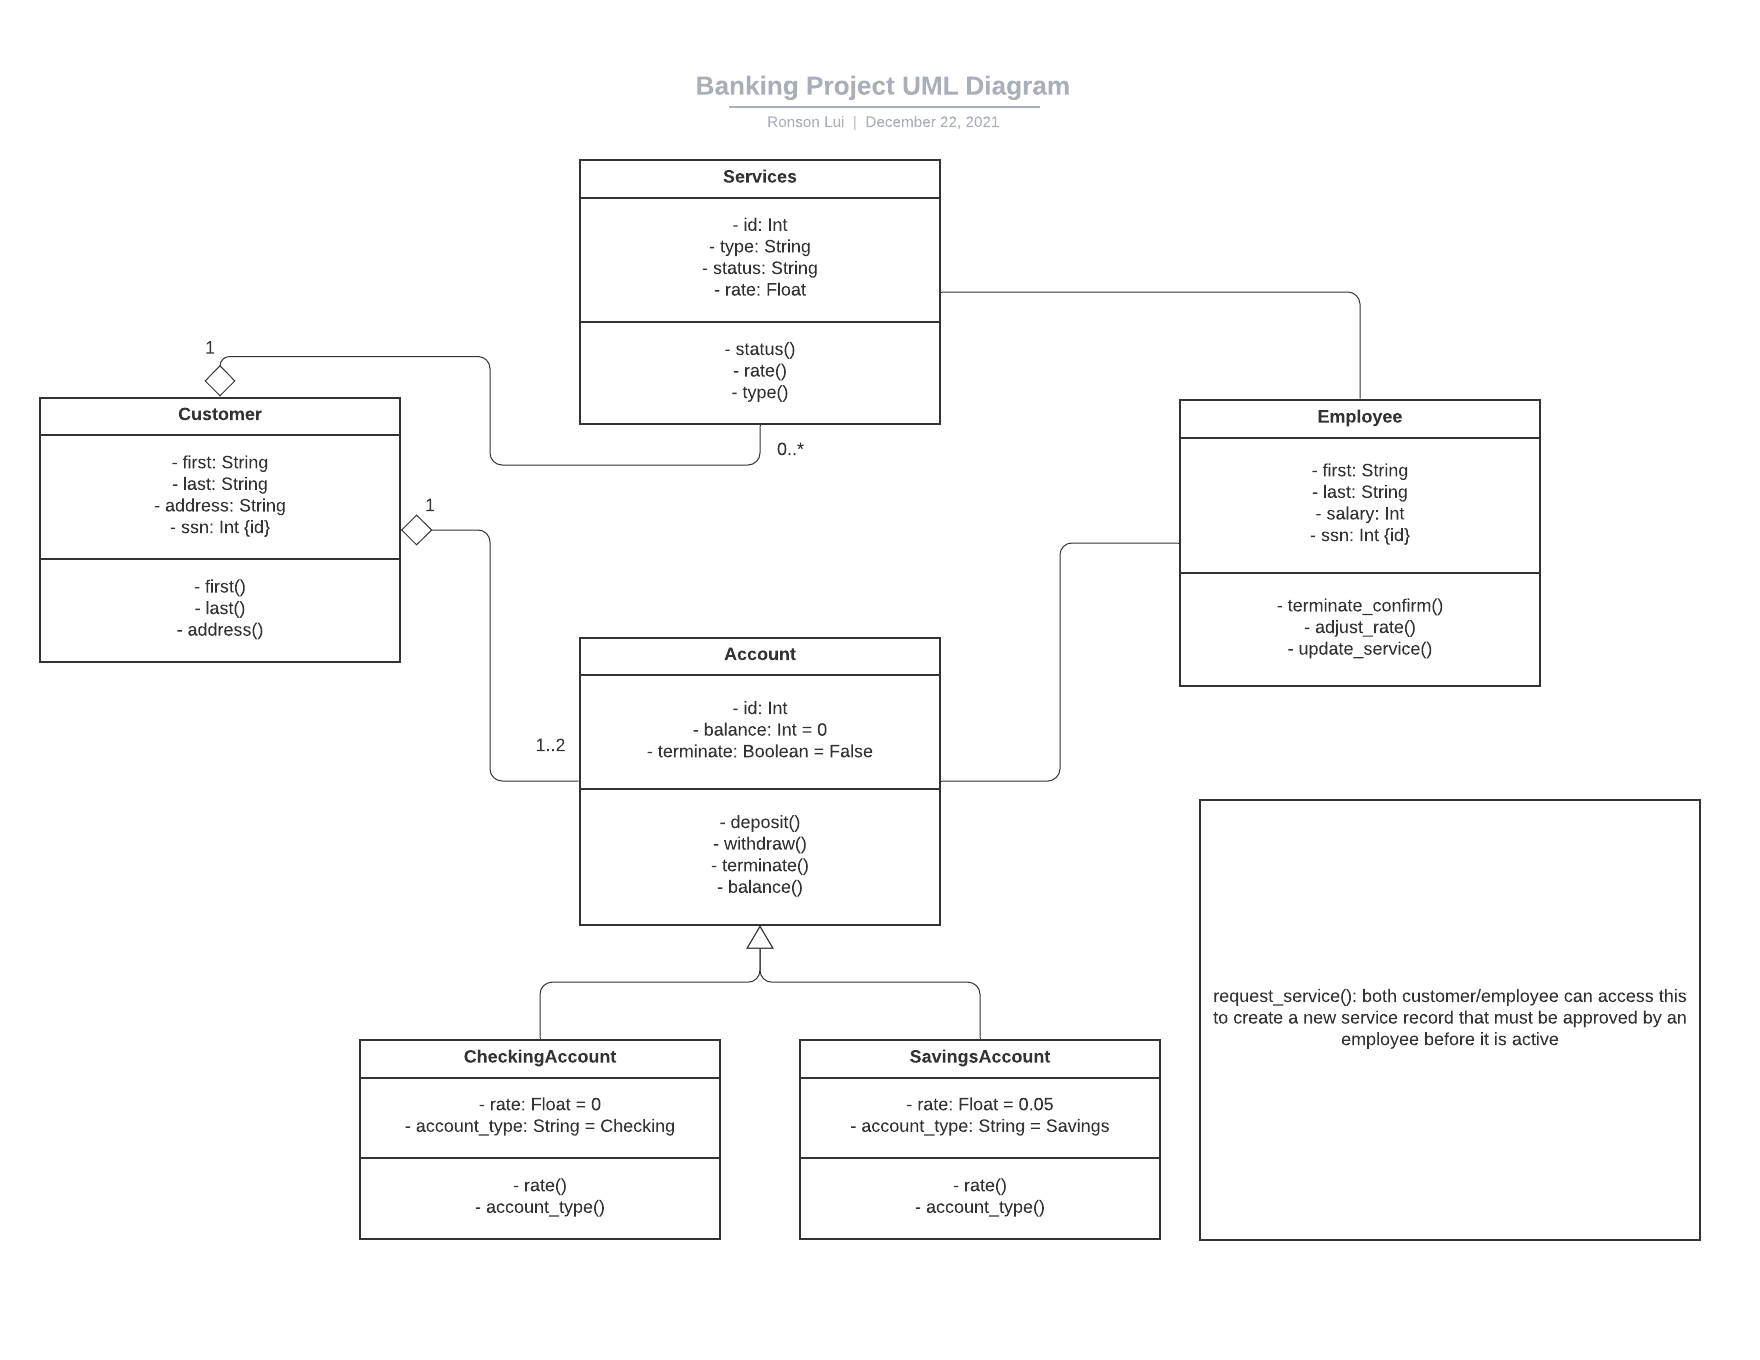 Banking Project UML Diagram
Ronson Lui | December 22, 2021
Services
- id: Int
- type: String
- status: String
- rate: Float
- status()
- rate()
- type()
0..*
1
Customer
- first: String
- last: String
- address: String
- ssn: Int {id}
- first()
- last()
- address()
1
Employee
- first: String
- last: String
- salary: Int
- ssn: Int {id}
- terminate_confirm()
- adjust_rate()
- update_service()
1..2
Account
- id: Int
- balance: Int = 0
- terminate: Boolean = False
- deposit()
- withdraw()
- terminate()
- balance()
CheckingAccount
- rate: Float = 0
- account_type: String = Checking
- rate()
- account_type()
SavingsAccount
- rate: Float = 0.05
- account_type: String = Savings
- rate()
- account_type()
request_service(): both customer/employee can access this
to create a new service record that must be approved by an
employee before it is active